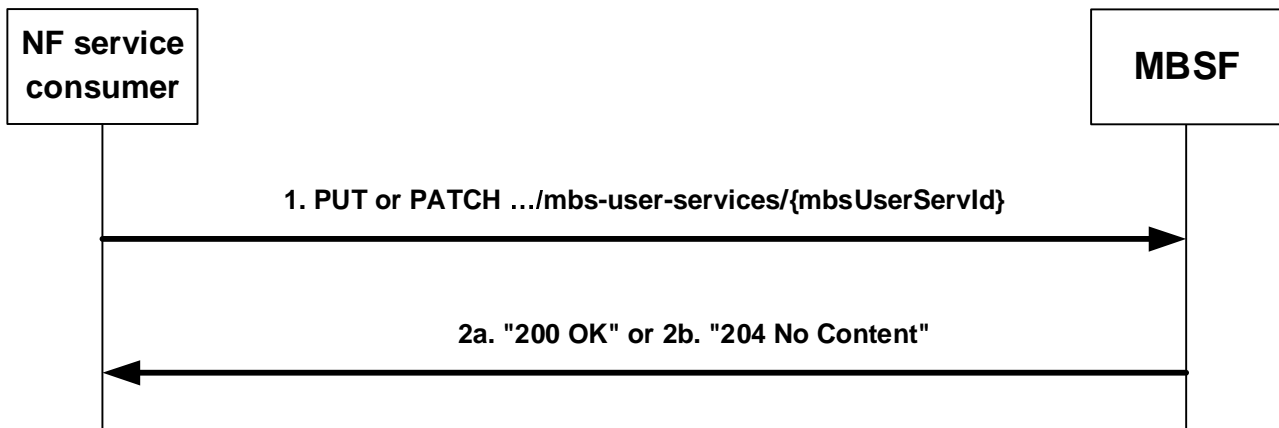 NF service
consumer
MBSF
1. PUT or PATCH …/mbs-user-services/{mbsUserServId}
2a. "200 OK" or 2b. "204 No Content"